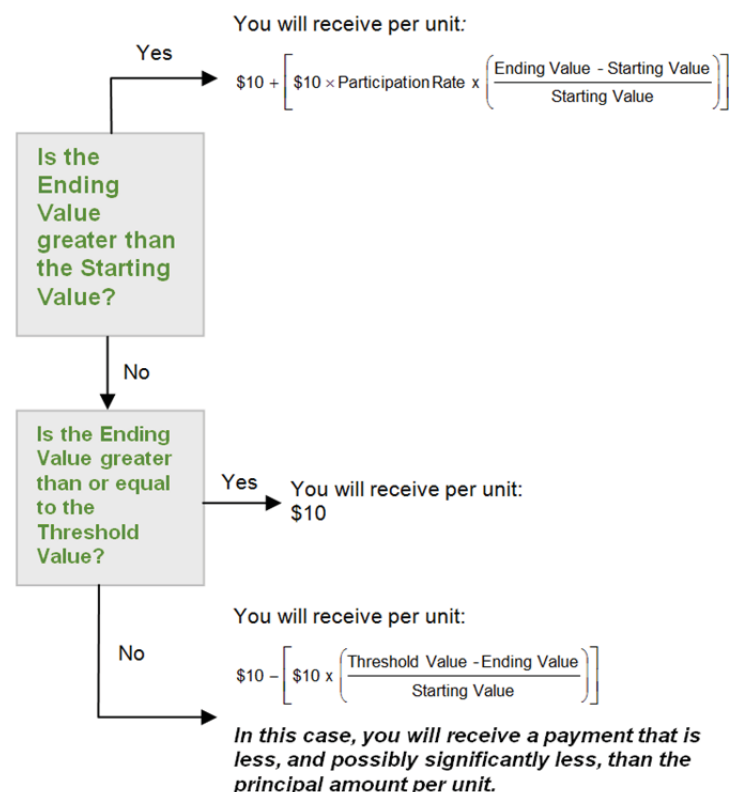 You will receive per unit:
Yes
$10 + [ $10 × Participation Rate x ( Ending Value - Starting Value
Starting Value ) ]
Is the
Ending
Value
greater than
the Starting
Value?
No
Is the Ending
Value greater
than or equal
to the
Threshold
Value?
Yes
You will receive per unit:
$10
No
You will receive per unit:
$10 − [ $10 x ( Threshold Value - Ending Value
Starting Value ) ]
In this case, you will receive a payment that is
less, and possibly significantly less, than the
principal amount per unit.